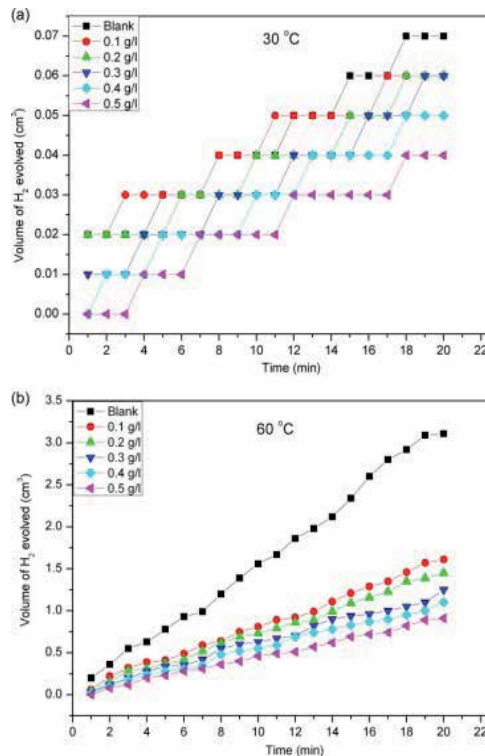 (a)
30 °C
Blank
0.1 g/l
0.2 g/l
0.3 g/l
0.4 g/l
0.5 g/l
Volume of H₂ evolved (cm³)
0.07
0.06
0.05
0.04
0.03
0.02
0.01
0.00
0 2 4 6 8 10 12 14 16 18 20 22
Time (min)
(b)
60 °C
Blank
0.1 g/l
0.2 g/l
0.3 g/l
0.4 g/l
0.5 g/l
Volume of H₂ evolved (cm³)
3.5
3.0
2.5
2.0
1.5
1.0
0.5
0.0
0 2 4 6 8 10 12 14 16 18 20 22
Time (min)